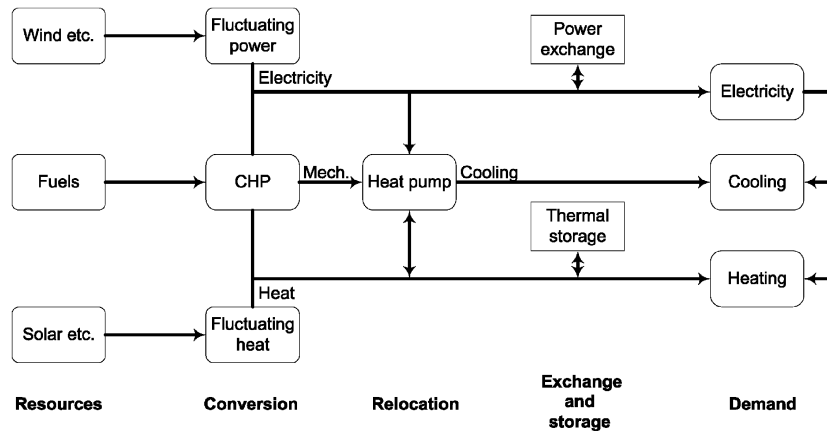 Wind etc.
Fluctuating
power
Power
exchange
Electricity
Electricity
Fuels
CHP
Mech.
Heat pump
Cooling
Cooling
Thermal
storage
Heating
Heat
Solar etc.
Fluctuating
heat
Resources
Conversion
Relocation
Exchange
and
storage
Demand